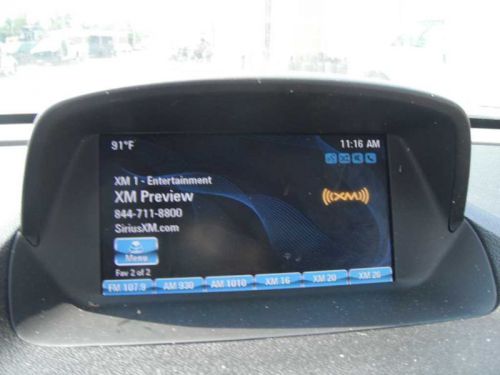 91°F
11:16 AM
XM 1 - Entertainment
XM Preview
844-711-8800
SiriusXM.com
((XM))
Menu
Fav 2 of 2
FM 107.9 AM 930 AM 1010 XM 16 XM 20 XM 26